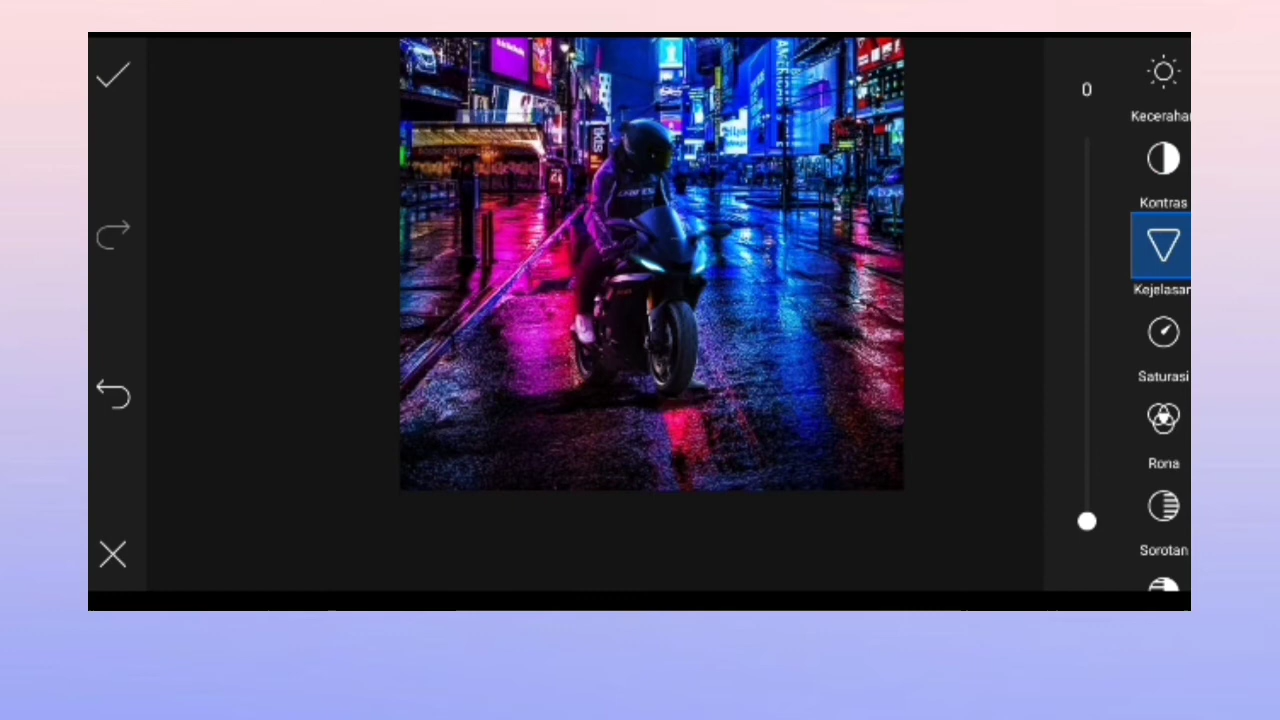 0
Kecerahan
Kontras
Kejelasan
Saturasi
Rona
Sorotan